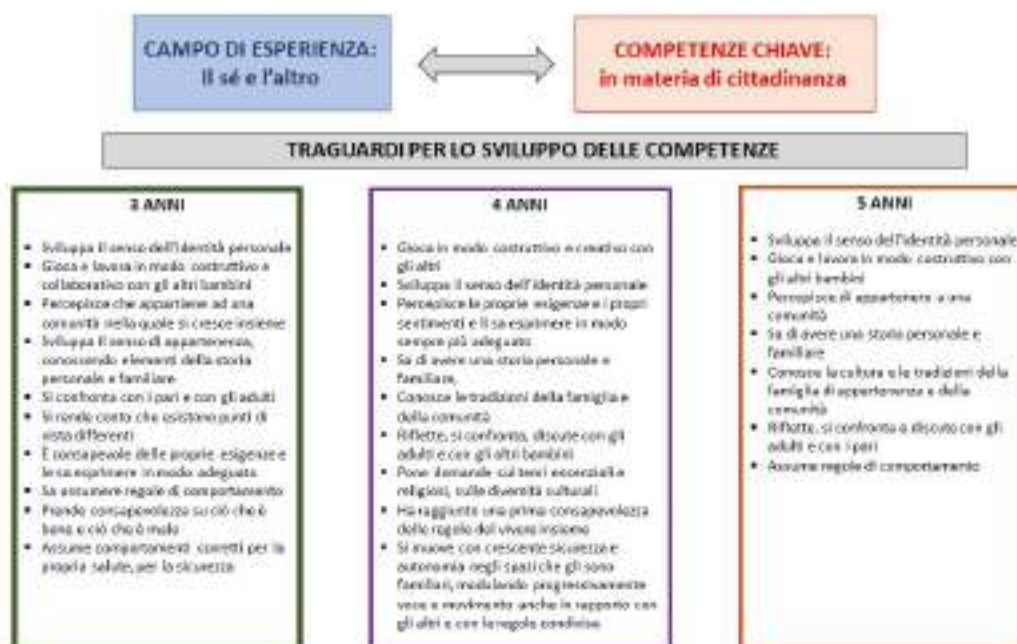 CAMPO DI ESPERIENZA:
Il sé e l'altro
COMPETENZE CHIAVE:
in materia di cittadinanza
TRAGUARDI PER LO SVILUPPO DELLE COMPETENZE
3 ANNI
Sviluppa il senso dell'identità personale
Gioca e lavora in modo costruttivo e
collaborativo con gli altri bambini
Percepisce che appartiene ad una
comunità nella quale si cresce insieme
Sviluppa il senso di appartenenza,
conoscendo elementi della storia
personale e familiare
Si confronta con i pari e con gli adulti
Si rende conto che esistono punti di
vista differenti
È consapevole delle proprie esigenze e
le sa esprimere in modo adeguato
Sa assumere regole di comportamento
Prende consapevolezza su ciò che è
bene e ciò che è male
Assume comportamenti corretti per la
propria salute, per la sicurezza
4 ANNI
Gioca in modo costruttivo e creativo con
gli altri
Sviluppa il senso dell'identità personale
Percepisce le proprie esigenze e i propri
sentimenti e li sa esprimere in modo
sempre più adeguato
Sa di avere una storia personale e
familiare,
Conosce le tradizioni della famiglia e
della comunità
Riflette, si confronta, discute con gli
adulti e con gli altri bambini
Pone domande sui temi esistenziali e
religiosi, sulle diversità culturali
Ha raggiunto una prima consapevolezza
delle regole del vivere insieme
Si muove con crescente sicurezza e
autonomia negli spazi che gli sono
familiari, modulando progressivamente
voce e movimento anche in rapporto con
gli altri e con la regole condivise
5 ANNI
Sviluppa il senso dell'identità personale
Gioca e lavora in modo costruttivo con
gli altri bambini
Percepisce di appartenere a una
comunità
Sa di avere una storia personale e
familiare
Conosce la cultura e le tradizioni della
famiglia di appartenenza e della
comunità
Riflette, si confronta e discute con gli
adulti e con i pari
Assume regole di comportamento